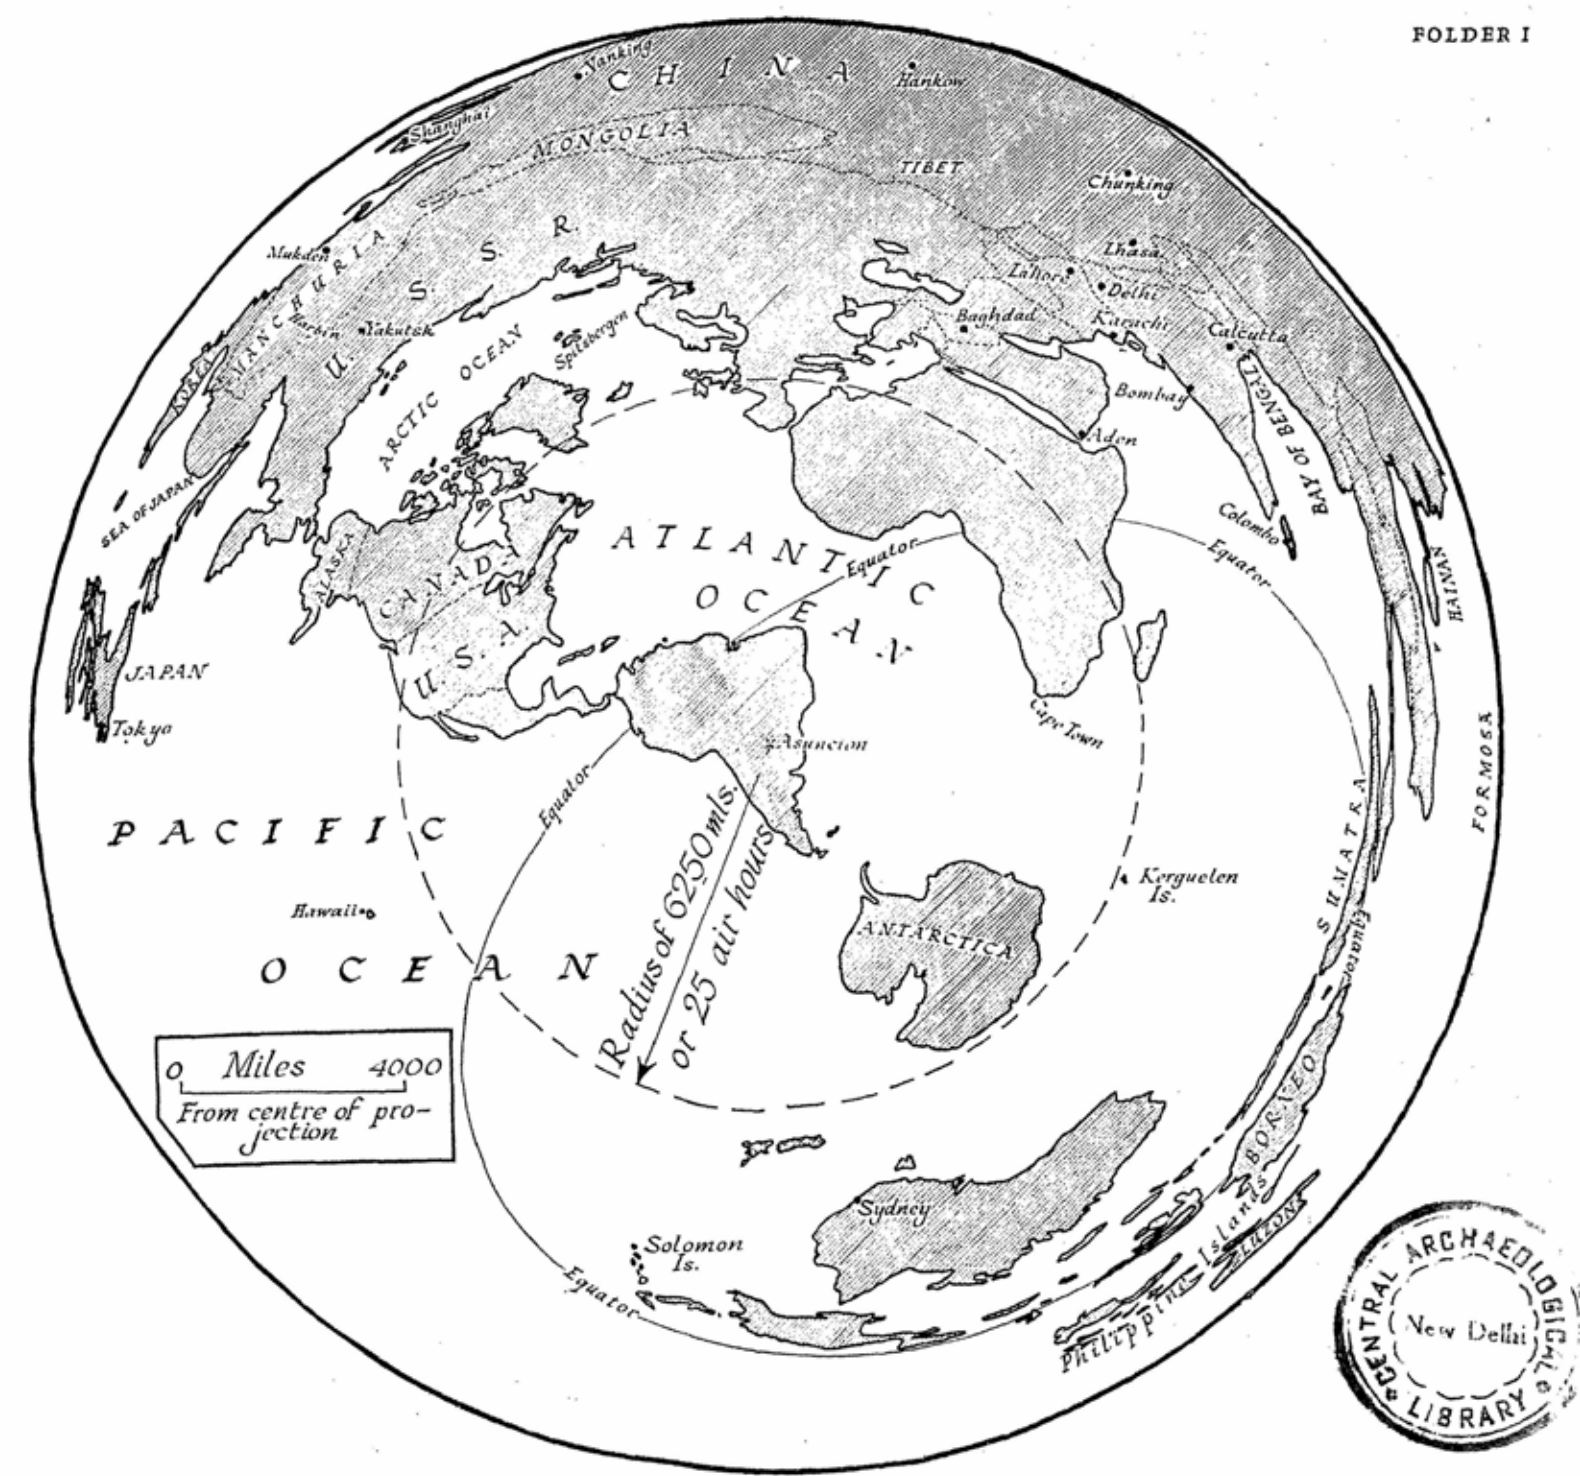 FOLDER I
Nanking
CHINA
Hankow
Shanghai
MONGOLIA
TIBET
Chunking
Mukden
MANCHURIA
U. S. S. R.
Lhasa
Lahore
Delhi
Harbin
Yakutsk
Spitsbergen
Baghdad
Karachi
Calcutta
KOREA
ARCTIC OCEAN
Bombay
BAY OF BENGAL
Aden
SEA OF JAPAN
Colombo
ATLANTIC
OCEAN
Equator
Equator
ALASKA
CANADA
U. S. A.
HAINAN
JAPAN
Tokyo
Cape Town
Asuncion
FORMOSA
Equator
PACIFIC
OCEAN
Radius of 6250 mls.
or 25 air hours
SUMATRA
Kerguelen
Is.
Hawaii
ANTARCTICA
Equator
0 Miles 4000
From centre of pro-
jection
BORNEO
Sydney
Solomon
Is.
LUZON
Philippine Islands
Equator
CENTRAL ARCHAEOLOGICAL
LIBRARY
New Delhi